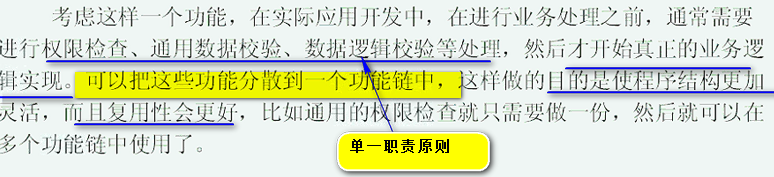 考虑这样一个功能，在实际应用开发中，在进行业务处理之前，通常需要
进行权限检查、通用数据校验、数据逻辑校验等处理，然后才开始真正的业务逻
辑实现。可以把这些功能分散到一个功能链中，这样做的目的是使程序结构更加
灵活，而且复用性会更好，比如通用的权限检查就只需要做一份，然后就可以在
多个功能链中使用了。
单一职责原则